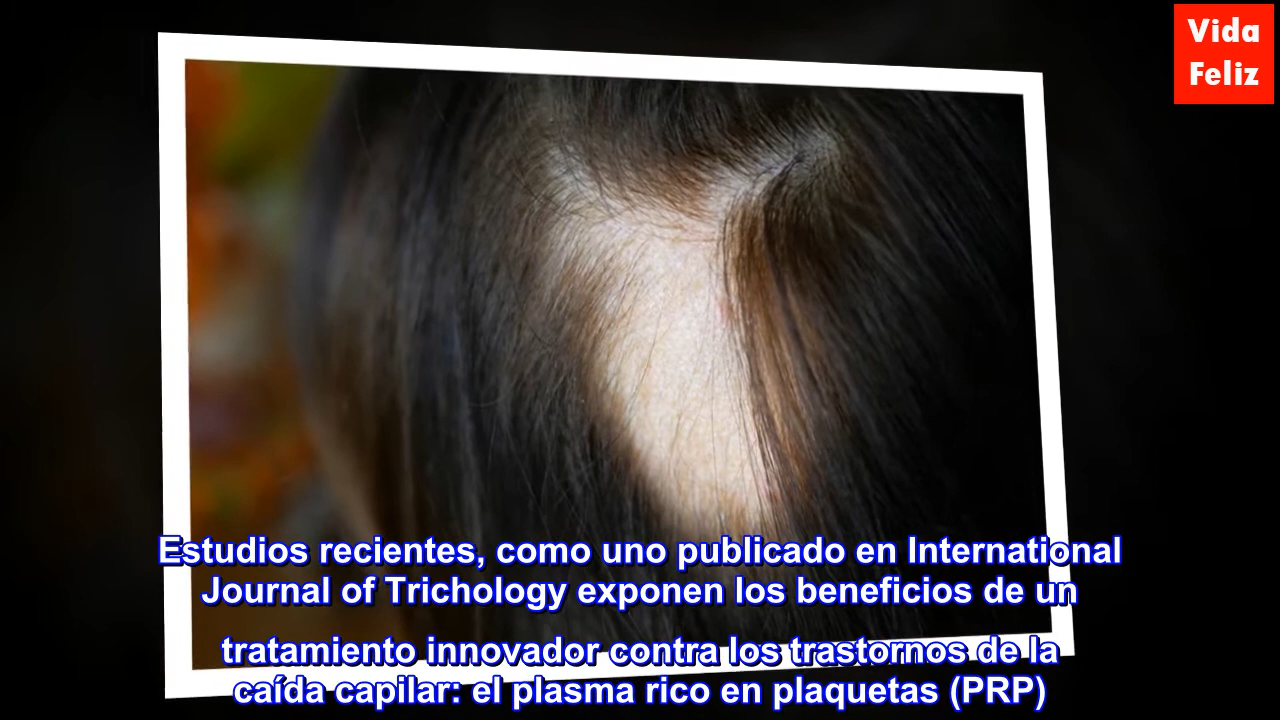 Vida
Feliz
Estudios recientes, como uno publicado en International
Journal of Trichology exponen los beneficios de un
tratamiento innovador contra los trastornos de la
caída capilar: el plasma rico en plaquetas (PRP)